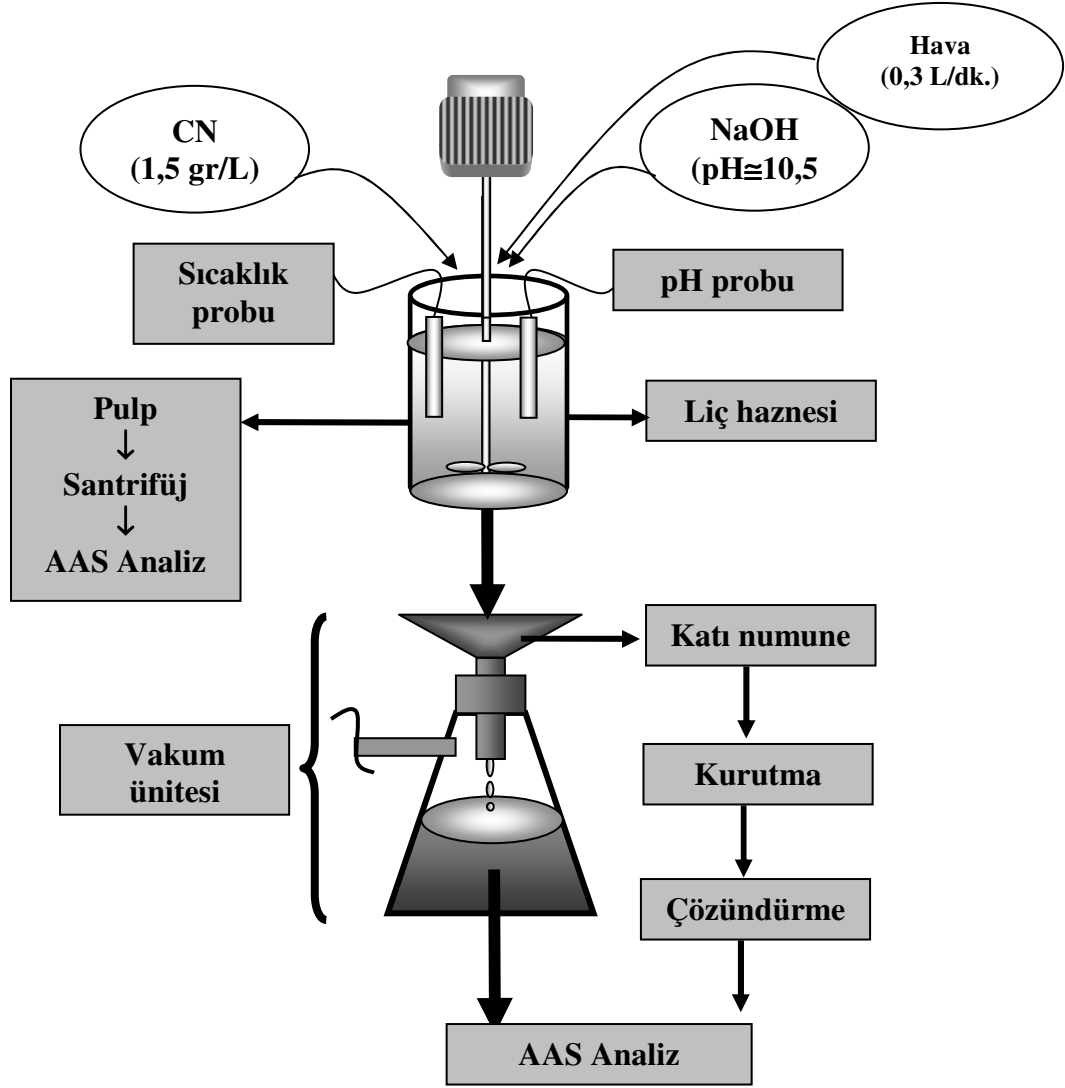 Hava
(0,3 L/dk.)
CN
(1,5 gr/L)
NaOH
(pH≅10,5
Sıcaklık
probu
pH probu
Pulp
↓
Santrifüj
↓
AAS Analiz
Liç haznesi
Katı numune
Vakum
ünitesi
Kurutma
Çözündürme
AAS Analiz